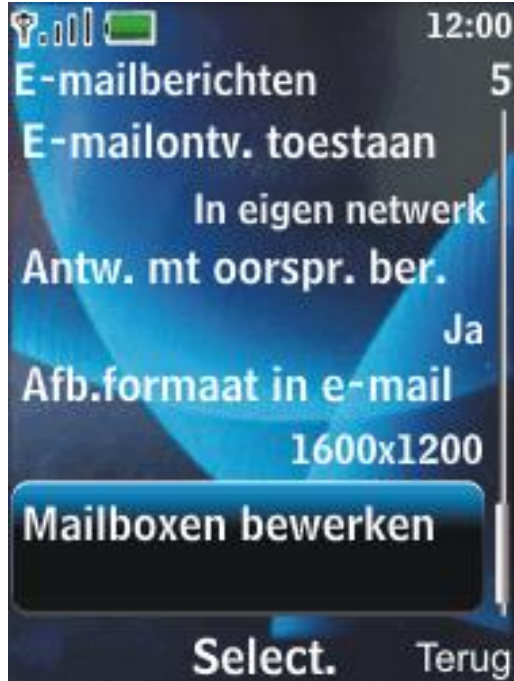 12:00
E-mailberichten 5
E-mailontv. toestaan
In eigen netwerk
Antw. mt oorspr. ber.
Ja
Afb.formaat in e-mail
1600x1200
Mailboxen bewerken
Select. Terug